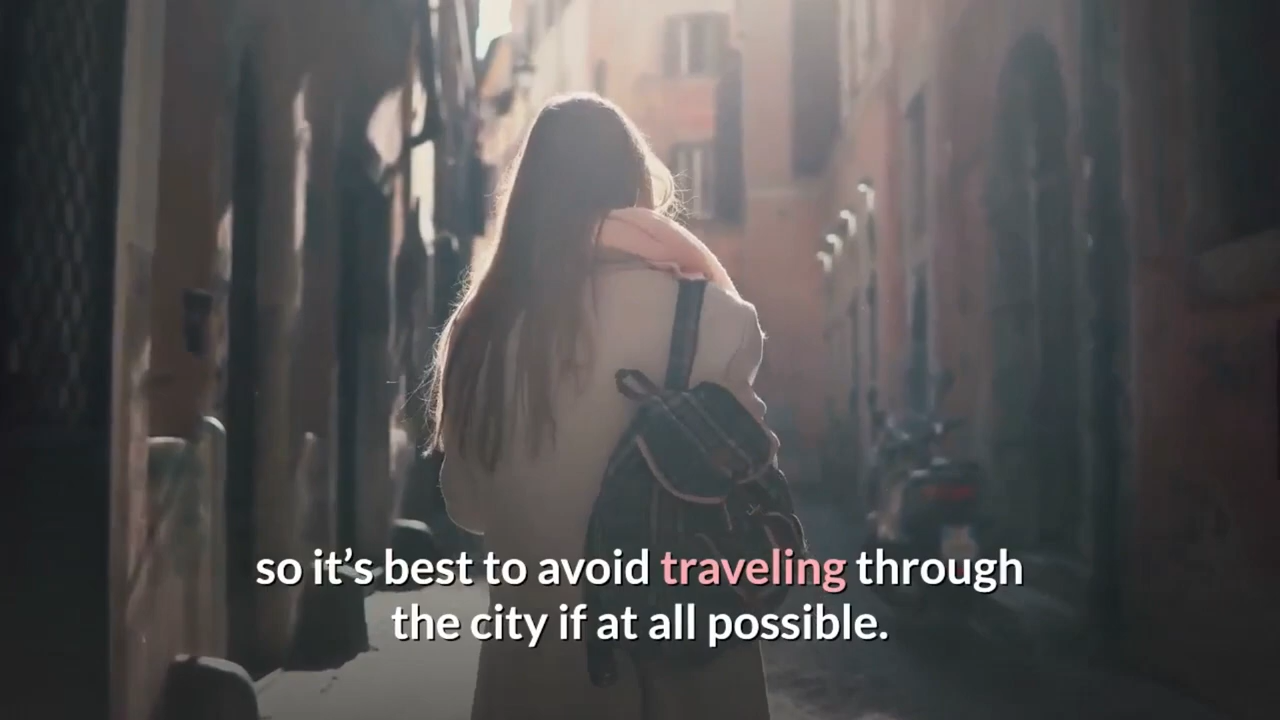 so it’s best to avoid traveling through
the city if at all possible.